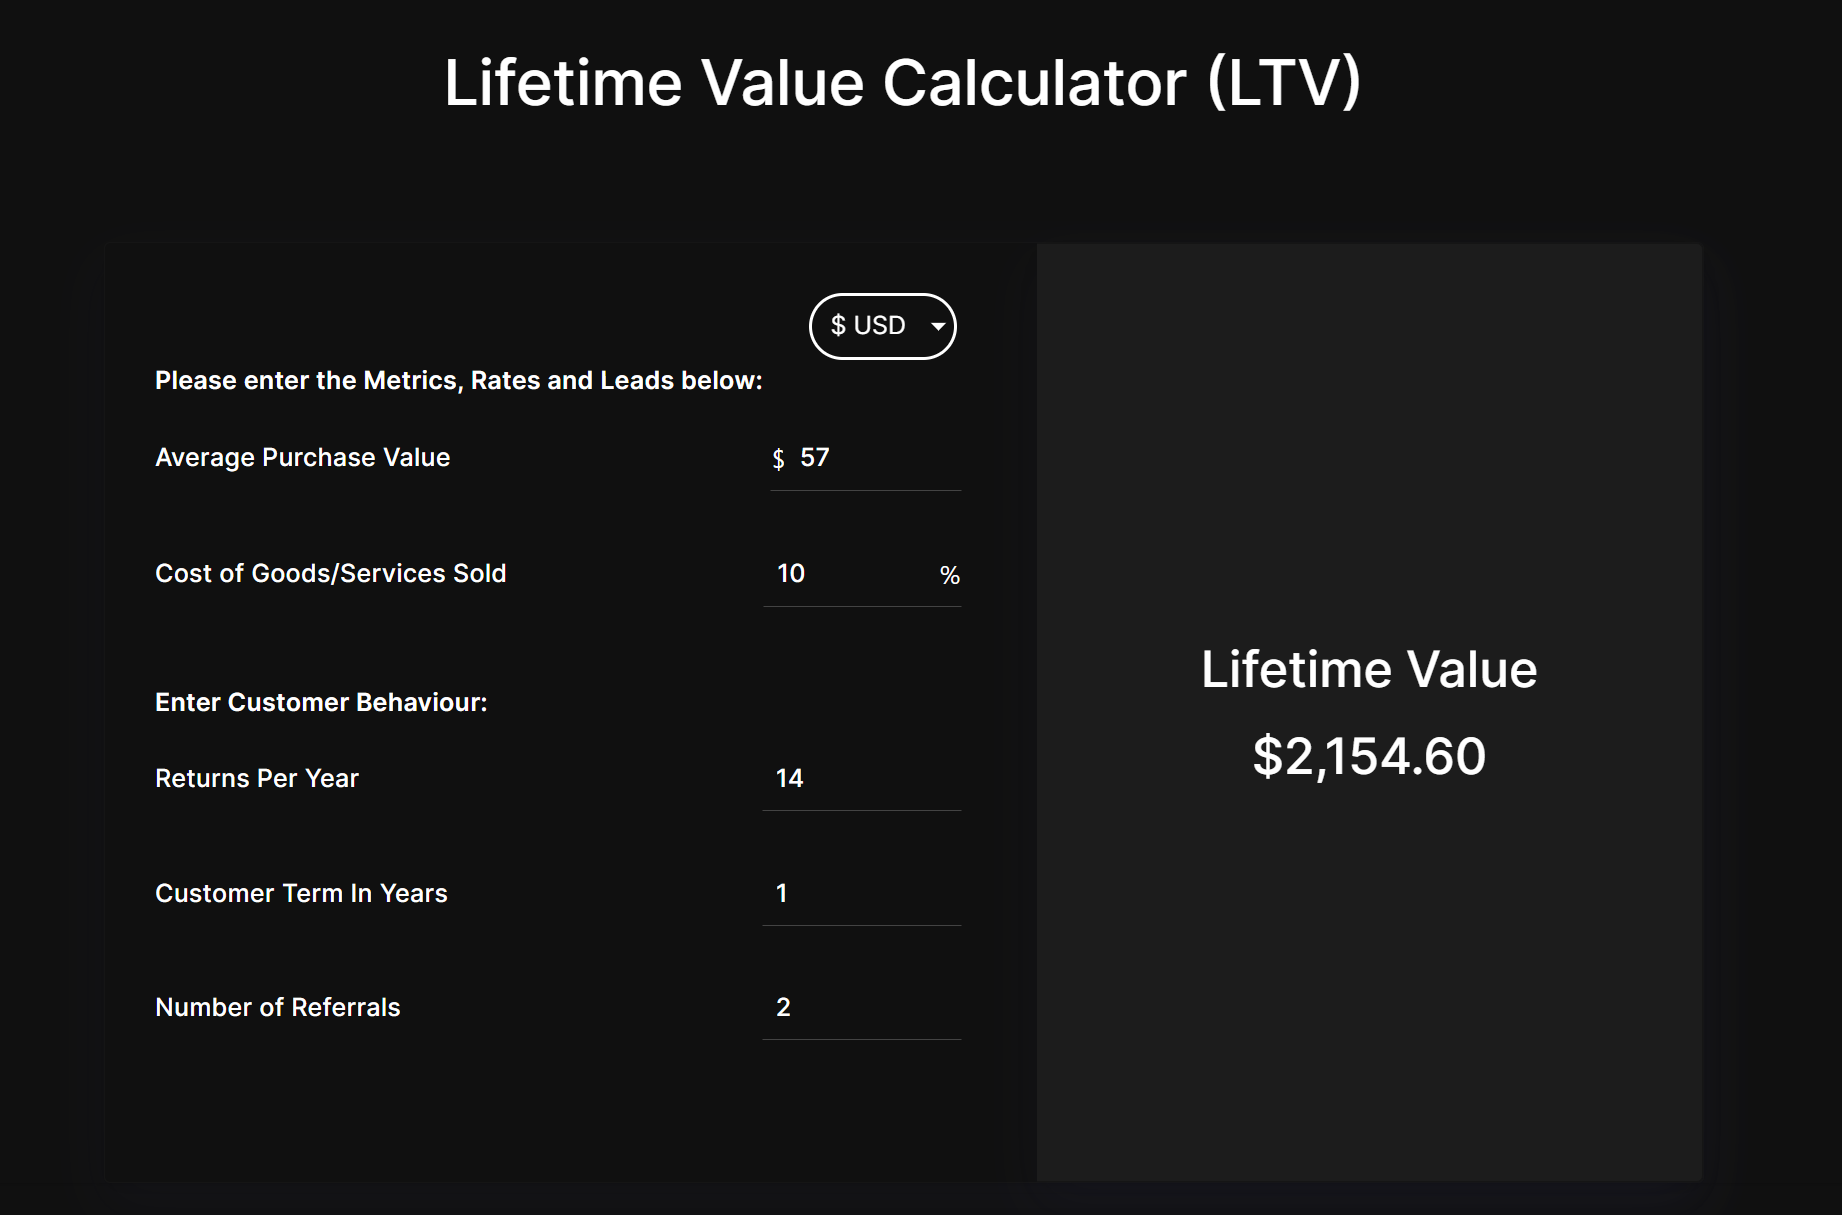 Lifetime Value Calculator (LTV)
$ USD
Please enter the Metrics, Rates and Leads below:
Average Purchase Value $ 57
Cost of Goods/Services Sold 10 %
Enter Customer Behaviour:
Returns Per Year 14
Customer Term In Years 1
Number of Referrals 2
Lifetime Value
$2,154.60